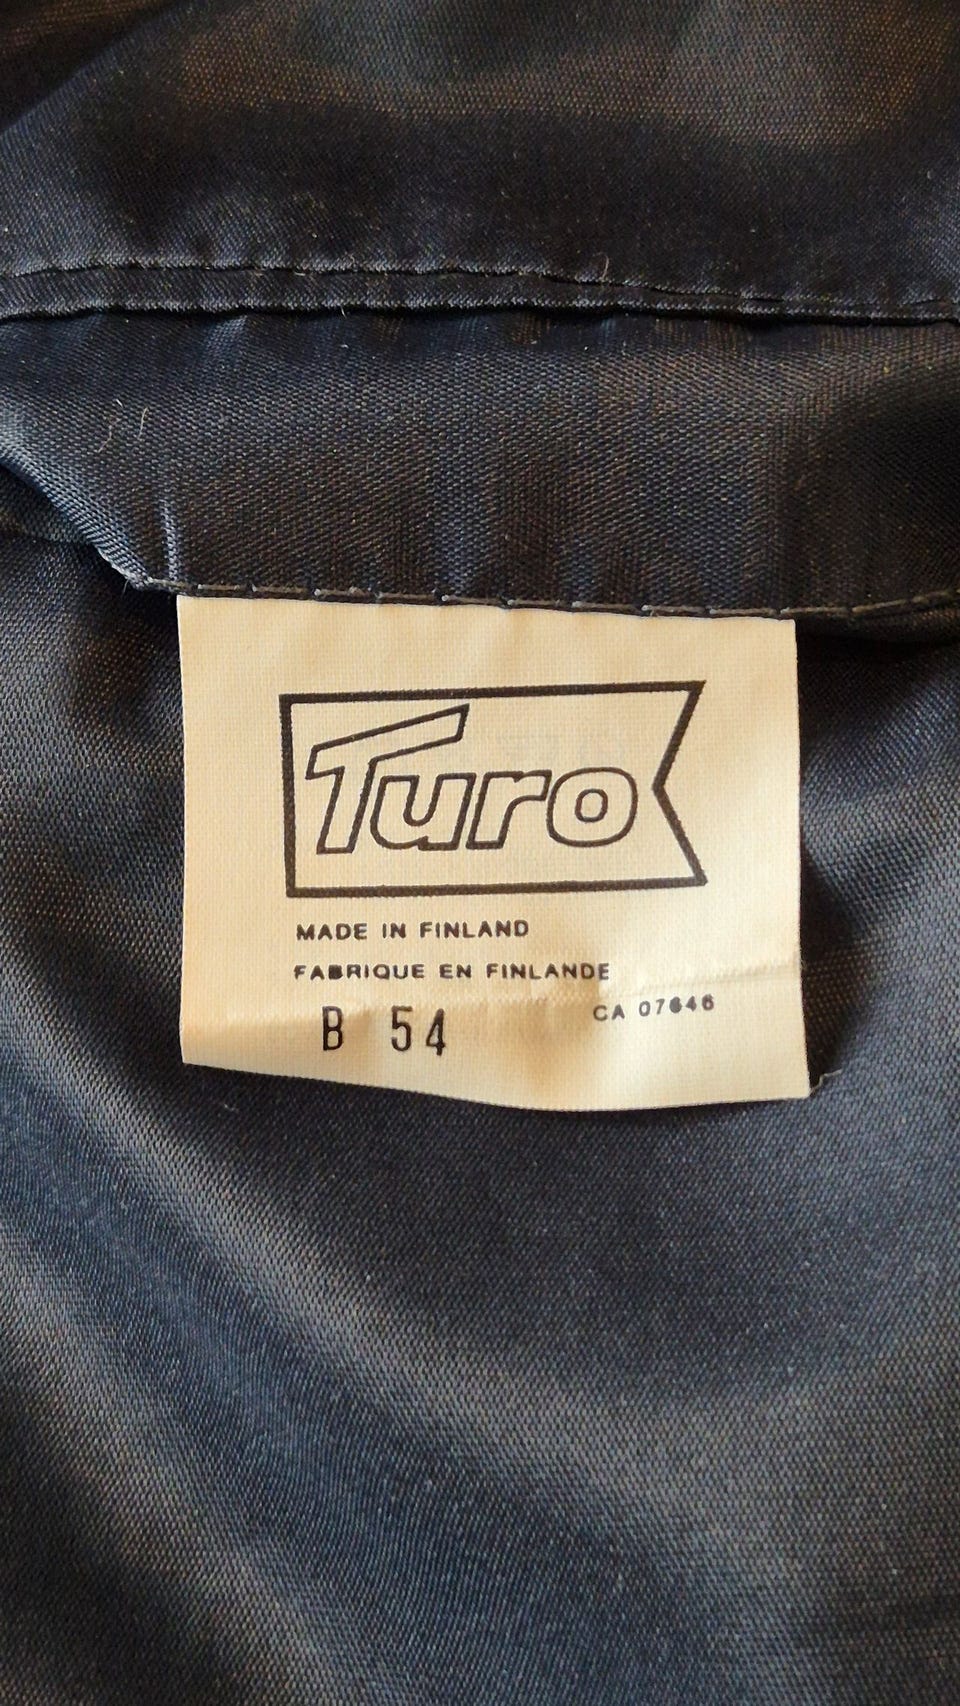 Turo
MADE IN FINLAND
FABRIQUE EN FINLANDE
B 54
CA 07646